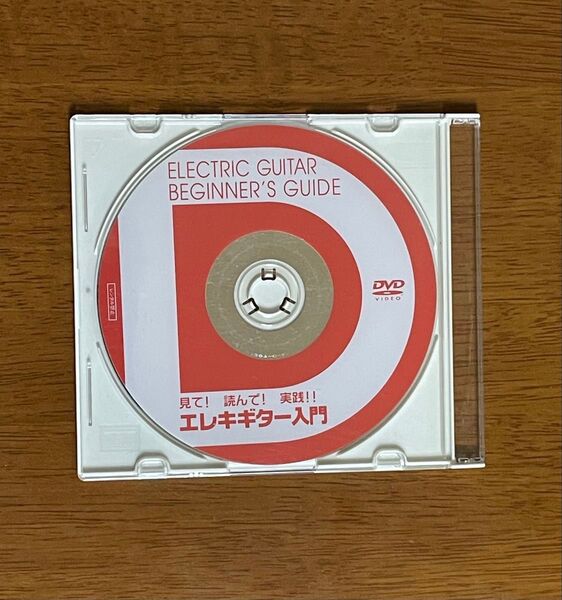 ELECTRIC GUITAR
BEGINNER'S GUIDE
DVD
VIDEO
見て! 読んで! 実践!!
エレキギター入門